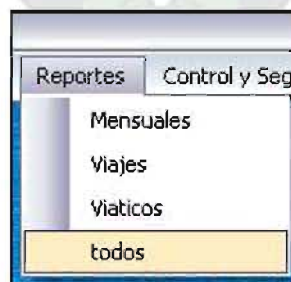 Reportes Control y Seg
Mensuales
Viajes
Viaticos
todos